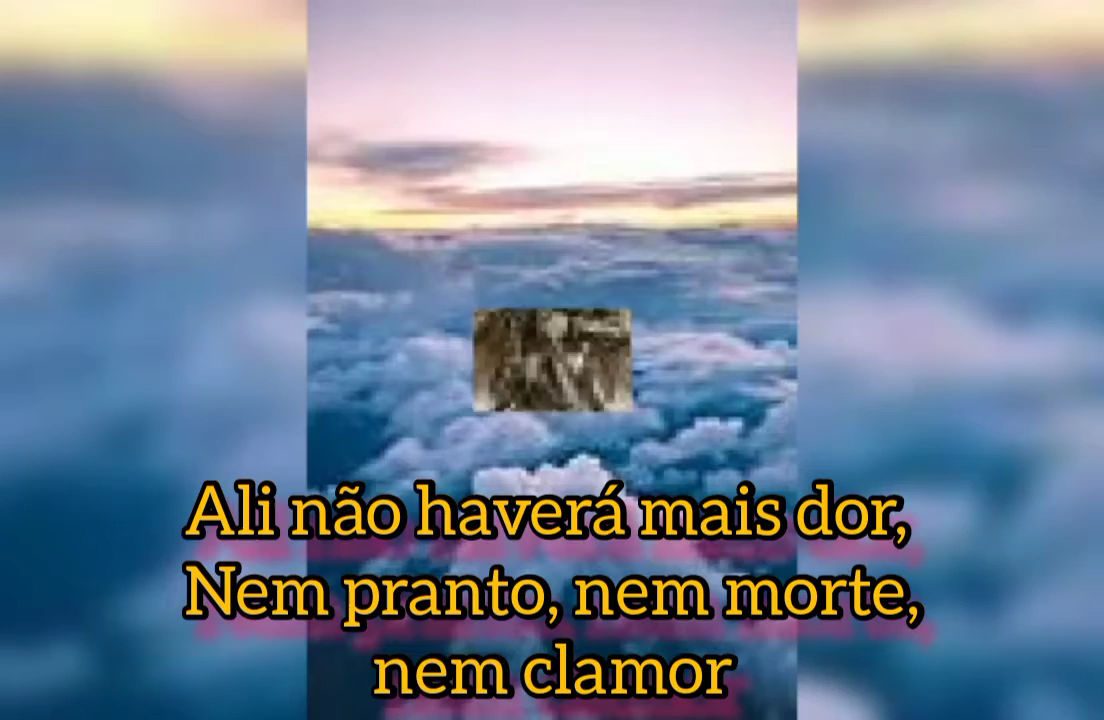 Ali não haverá mais dor,
Nem pranto, nem morte,
nem clamor